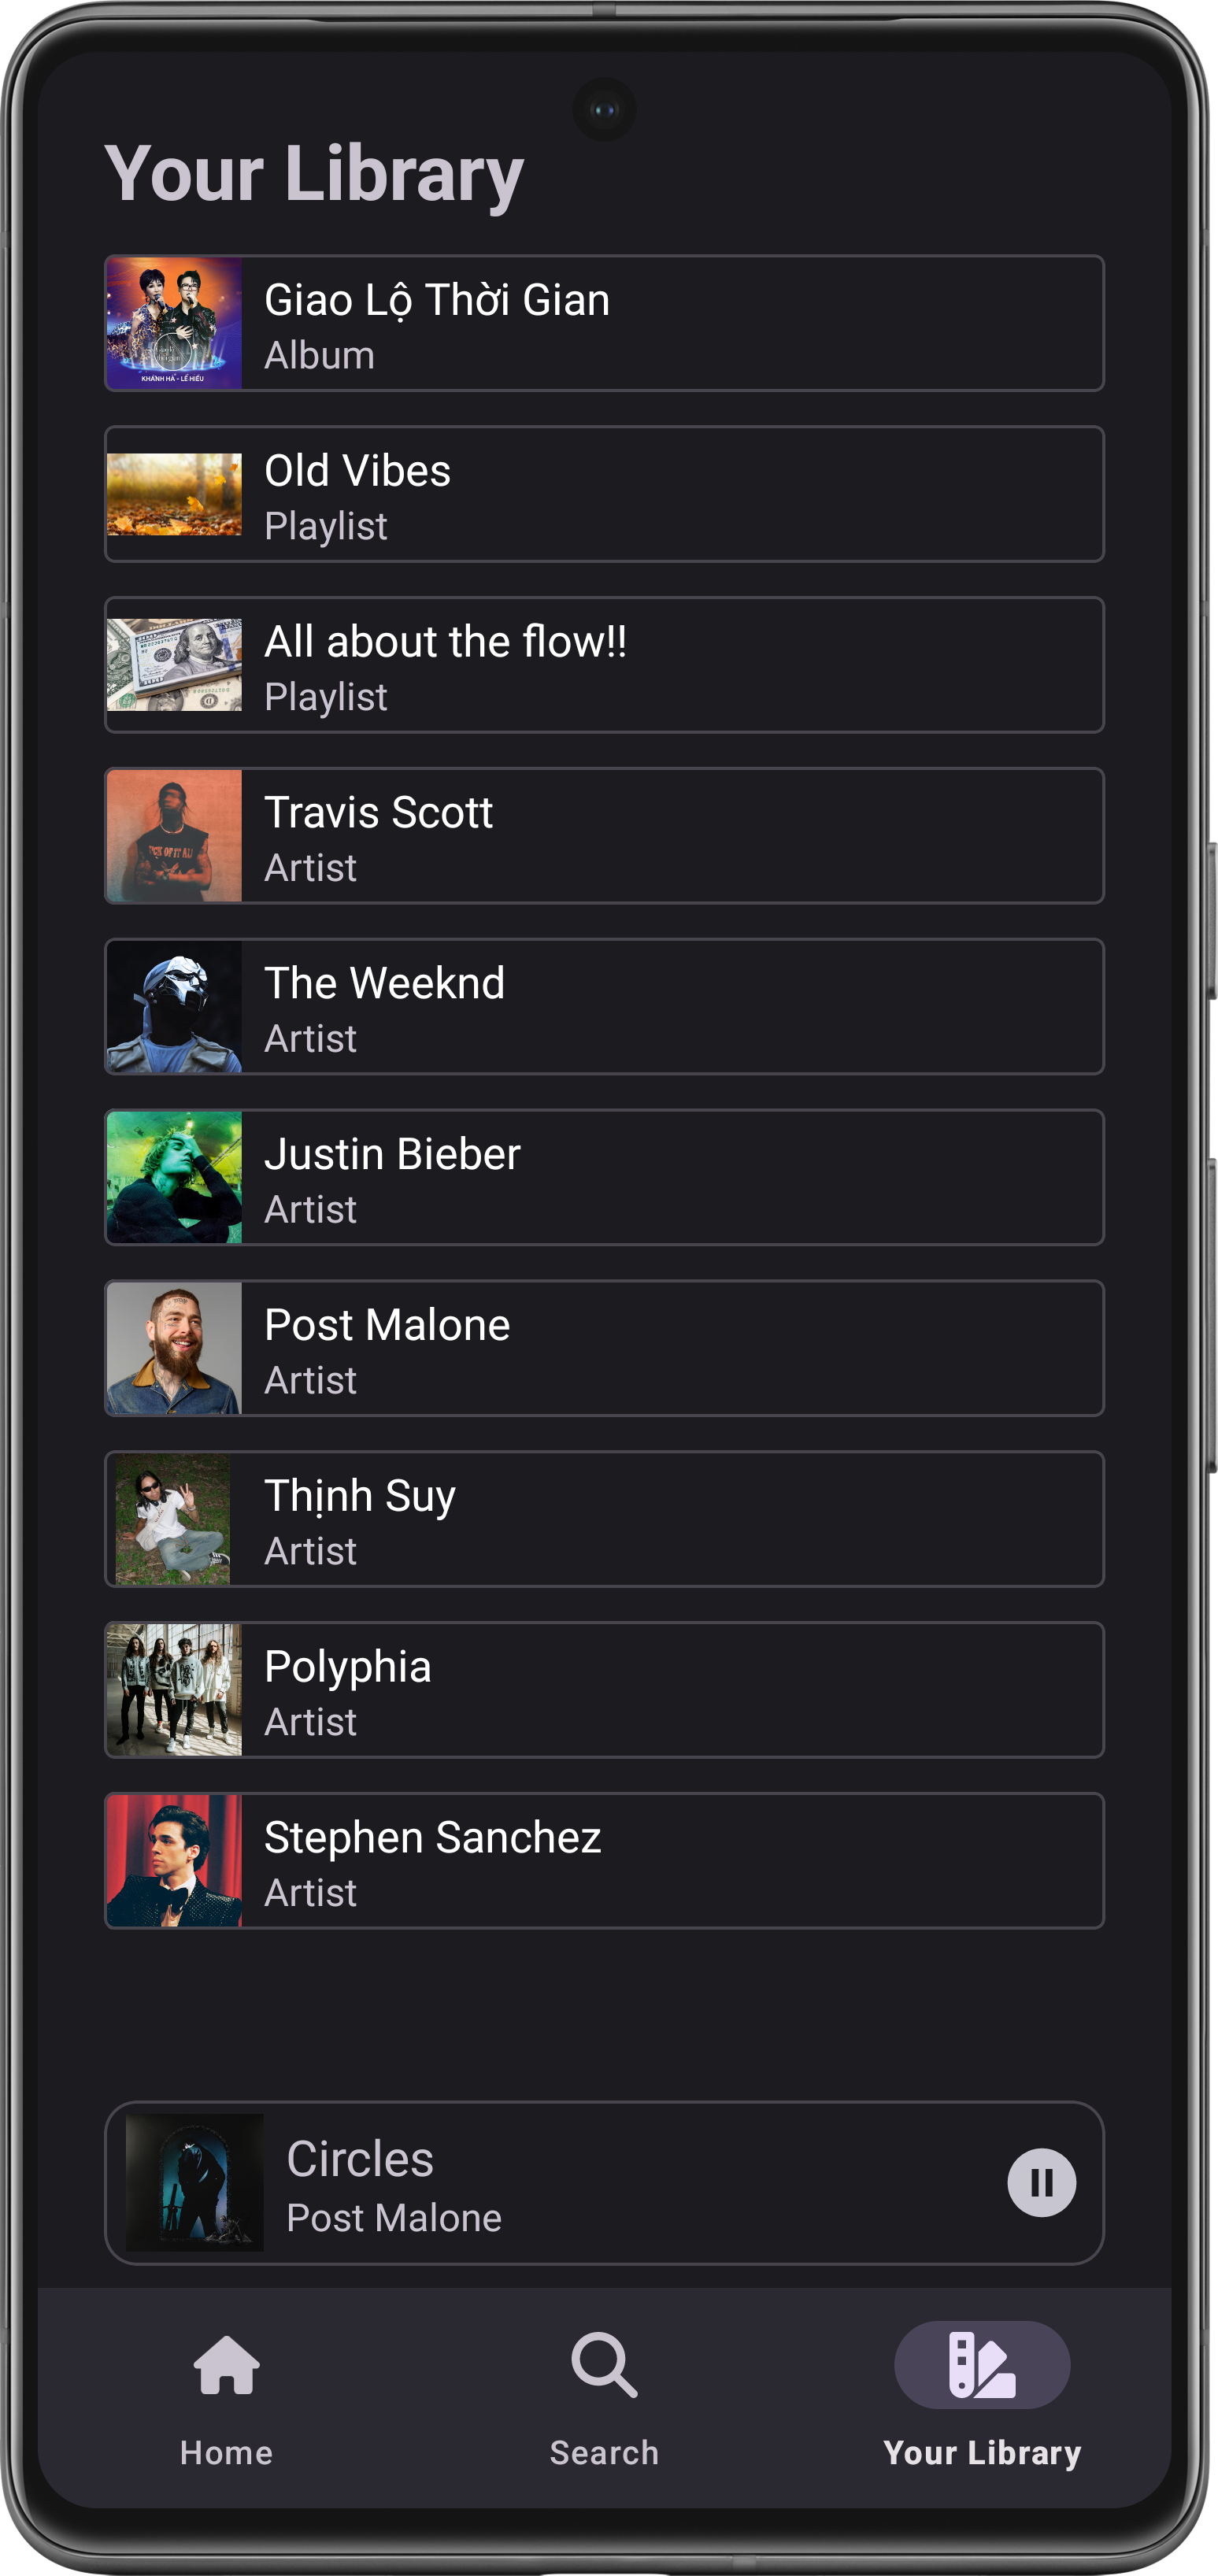 Your Library
Giao Lộ Thời Gian
Album
KHÁNH HÀ - LÊ HIẾU
Old Vibes
Playlist
All about the flow!!
Playlist
Travis Scott
Artist
The Weeknd
Artist
Justin Bieber
Artist
Post Malone
Artist
Thịnh Suy
Artist
Polyphia
Artist
Stephen Sanchez
Artist
Circles
Post Malone
Home
Search
Your Library